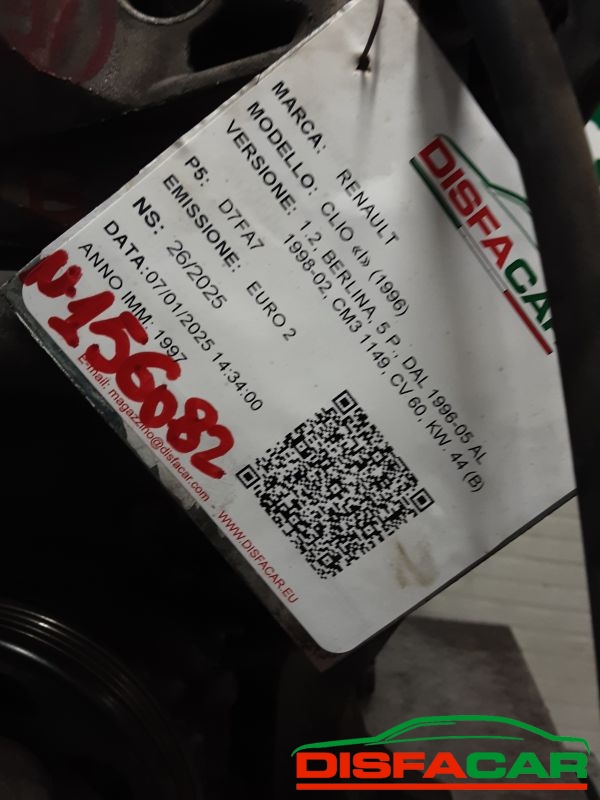 MARCA: RENAULT
MODELLO: CLIO «I» (1996)
VERSIONE: 1.2, BERLINA, 5 P., DAL 1996-05 AL
1998-02, CM3 1149, CV 60, KW. 44 (B)
P5: D7FA7
EMISSIONE: EURO 2
NS: 26/2025
DATA: 07/01/2025 14:34:00
ANNO IMM: 1997
N. 156082
E-mail: magazzino@disfacar.com - WWW.DISFACAR.EU
DISFACAR
DISFACAR